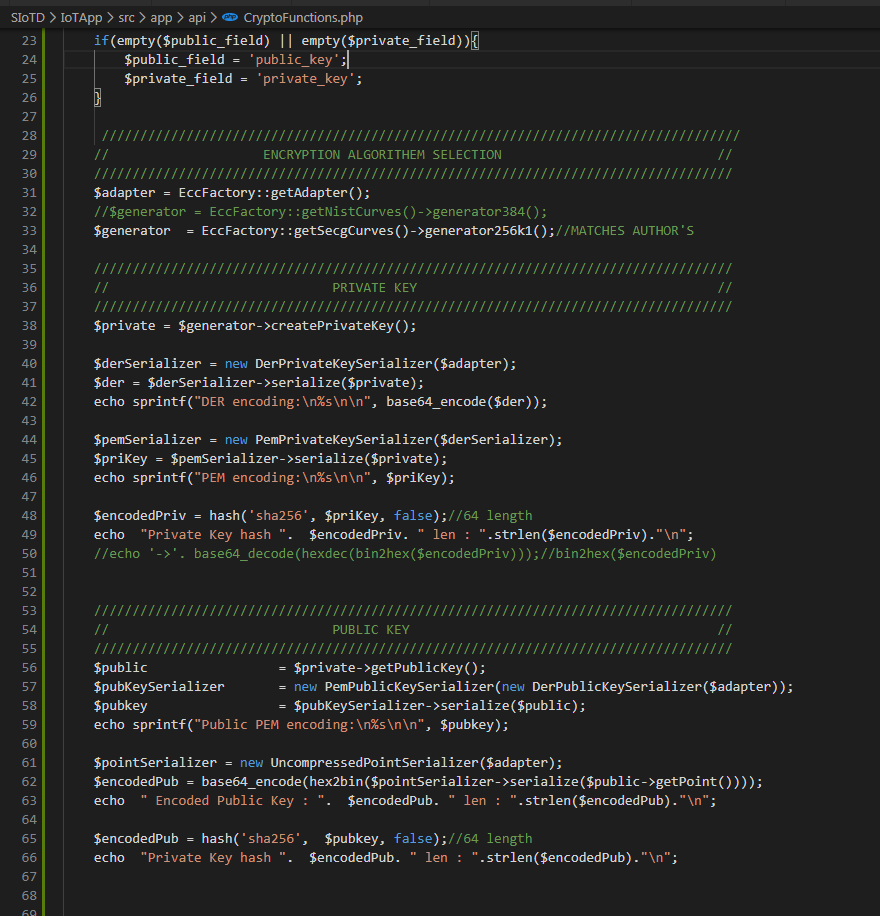 SIoTD > IoTApp > src > app > api > php CryptoFunctions.php
23 if(empty($public_field) || empty($private_field)){
24 $public_field = 'public_key';
25 $private_field = 'private_key';
26 }
27
28 ///////////////////////////////////////////////////////////////////////////////////
29 // ENCRYPTION ALGORITHEM SELECTION //
30 ///////////////////////////////////////////////////////////////////////////////////
31 $adapter = EccFactory::getAdapter();
32 //$generator = EccFactory::getNistCurves()->generator384();
33 $generator  = EccFactory::getSecgCurves()->generator256k1();//MATCHES AUTHOR'S
34
35 ///////////////////////////////////////////////////////////////////////////////////
36 // PRIVATE KEY //
37 ///////////////////////////////////////////////////////////////////////////////////
38 $private = $generator->createPrivateKey();
39
40 $derSerializer = new DerPrivateKeySerializer($adapter);
41 $der = $derSerializer->serialize($private);
42 echo sprintf("DER encoding:\n%s\n\n", base64_encode($der));
43
44 $pemSerializer = new PemPrivateKeySerializer($derSerializer);
45 $priKey = $pemSerializer->serialize($private);
46 echo sprintf("PEM encoding:\n%s\n\n", $priKey);
47
48 $encodedPriv = hash('sha256', $priKey, false);//64 length
49 echo  "Private Key hash ".  $encodedPriv. " len : ".strlen($encodedPriv)."\n";
50 //echo '->'. base64_decode(hexdec(bin2hex($encodedPriv)));//bin2hex($encodedPriv)
51
52
53 ///////////////////////////////////////////////////////////////////////////////////
54 // PUBLIC KEY //
55 ///////////////////////////////////////////////////////////////////////////////////
56 $public = $private->getPublicKey();
57 $pubKeySerializer = new PemPublicKeySerializer(new DerPublicKeySerializer($adapter));
58 $pubkey = $pubKeySerializer->serialize($public);
59 echo sprintf("Public PEM encoding:\n%s\n\n", $pubkey);
60
61 $pointSerializer = new UncompressedPointSerializer($adapter);
62 $encodedPub = base64_encode(hex2bin($pointSerializer->serialize($public->getPoint())));
63 echo  " Encoded Public Key : ".  $encodedPub. " len : ".strlen($encodedPub)."\n";
64
65 $encodedPub = hash('sha256',  $pubkey, false);//64 length
66 echo  "Private Key hash ".  $encodedPub. " len : ".strlen($encodedPub)."\n";
67
68
69